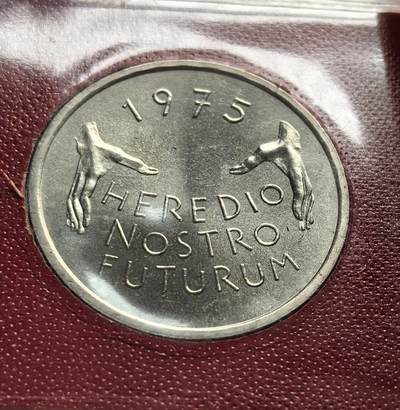 1975
HEREDIO
NOSTRO
FUTURUM